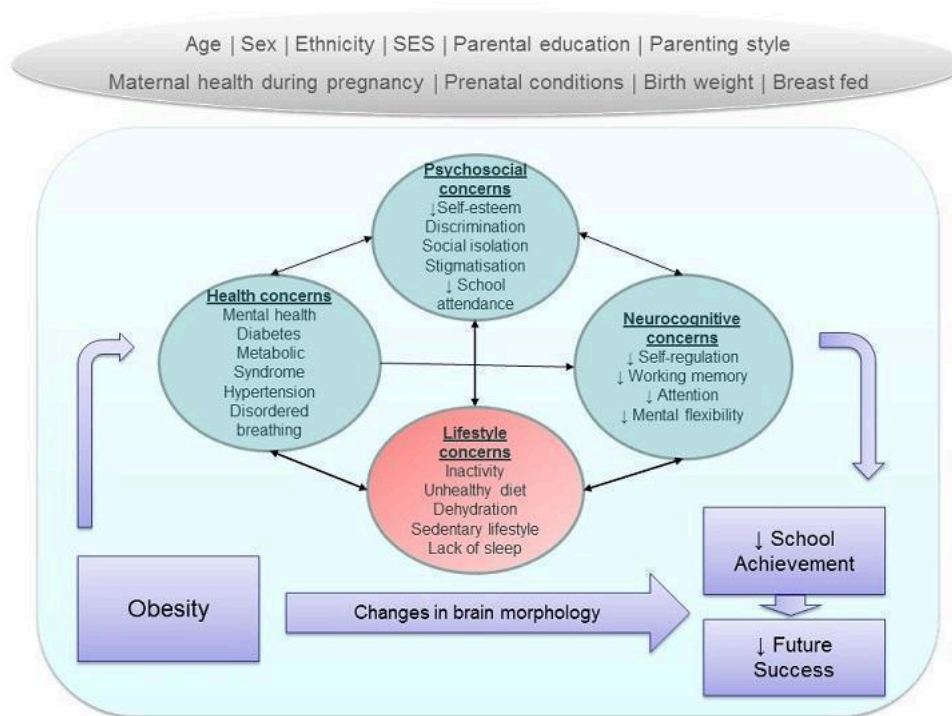 Age | Sex | Ethnicity | SES | Parental education | Parenting style
Maternal health during pregnancy | Prenatal conditions | Birth weight | Breast fed
Psychosocial
concerns
↓Self-esteem
Discrimination
Social isolation
Stigmatisation
↓ School
attendance
Health concerns
Mental health
Diabetes
Metabolic
Syndrome
Hypertension
Disordered
breathing
Neurocognitive
concerns
↓ Self-regulation
↓ Working memory
↓ Attention
↓ Mental flexibility
Lifestyle
concerns
Inactivity
Unhealthy diet
Dehydration
Sedentary lifestyle
Lack of sleep
Obesity
Changes in brain morphology
↓ School
Achievement
↓ Future
Success